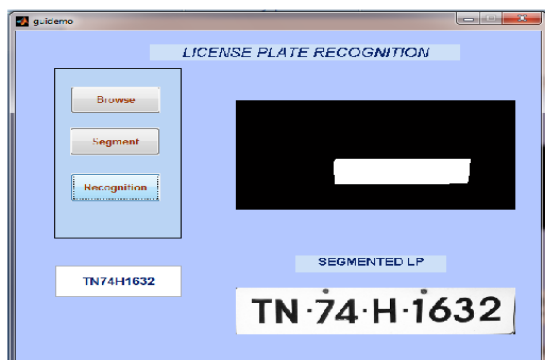 guidemo
LICENSE PLATE RECOGNITION
Browse
Segment
Recognition
TN74H1632
SEGMENTED LP
TN·74·H·1632